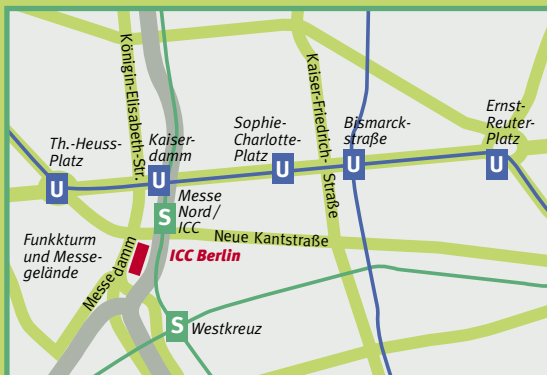 Königin-Elisabeth-Str.
Kaiser-Friedrich-
Straße
Th.-Heuss-
Platz
U
Kaiser-
damm
U
Sophie-
Charlotte-
Platz
U
Bismarck-
straße
U
Ernst-
Reuter-
Platz
U
S
Messe
Nord/
ICC
Neue Kantstraße
Funkkturm
und Messe-
gelände
Messedamm
ICC Berlin
S
Westkreuz